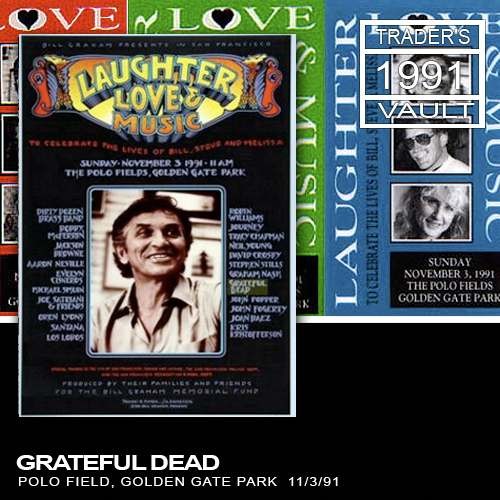 LOVE
LOVE
BILL GRAHAM PRESENTS IN SAN FRANCISCO
LAUGHTER,
LOVE &
MUSIC
TO CELEBRATE THE LIVES OF BILL, STEVE AND MELISSA
SUNDAY·NOVEMBER 3 1991·11AM
THE POLO FIELDS, GOLDEN GATE PARK
DIRTY DOZEN
BRASS BAND
BOBBY
McFERRIN
JACKSON
BROWNE
AARON NEVILLE
EVELYN
CISNEROS
MICHAEL SPIJAN
JOE SATRIANI
& FRIENDS
OREN LYONS
SANTANA
LOS LOBOS
ROBIN
WILLIAMS
JOURNEY
TRACY CHAPMAN
NEIL YOUNG
DAVID CROSBY
STEPHEN STILLS
GRAHAM NASH
GRATEFUL
DEAD
JOHN POPPER
JOHN FOGERTY
JOAN BAEZ
KRIS
KRISTOFFERSON
PRODUCED BY THEIR FAMILIES AND FRIENDS
FOR THE BILL GRAHAM MEMORIAL FUND
& MUSIC
LOVE
TRADER'S
1991
VAULT
LAUGHTER
TO CELEBRATE THE LIVES OF BILL, STEVE & MELISS
SUNDAY
NOVEMBER 3, 1991
THE POLO FIELDS
GOLDEN GATE PARK
GRATEFUL DEAD
POLO FIELD, GOLDEN GATE PARK 11/3/91